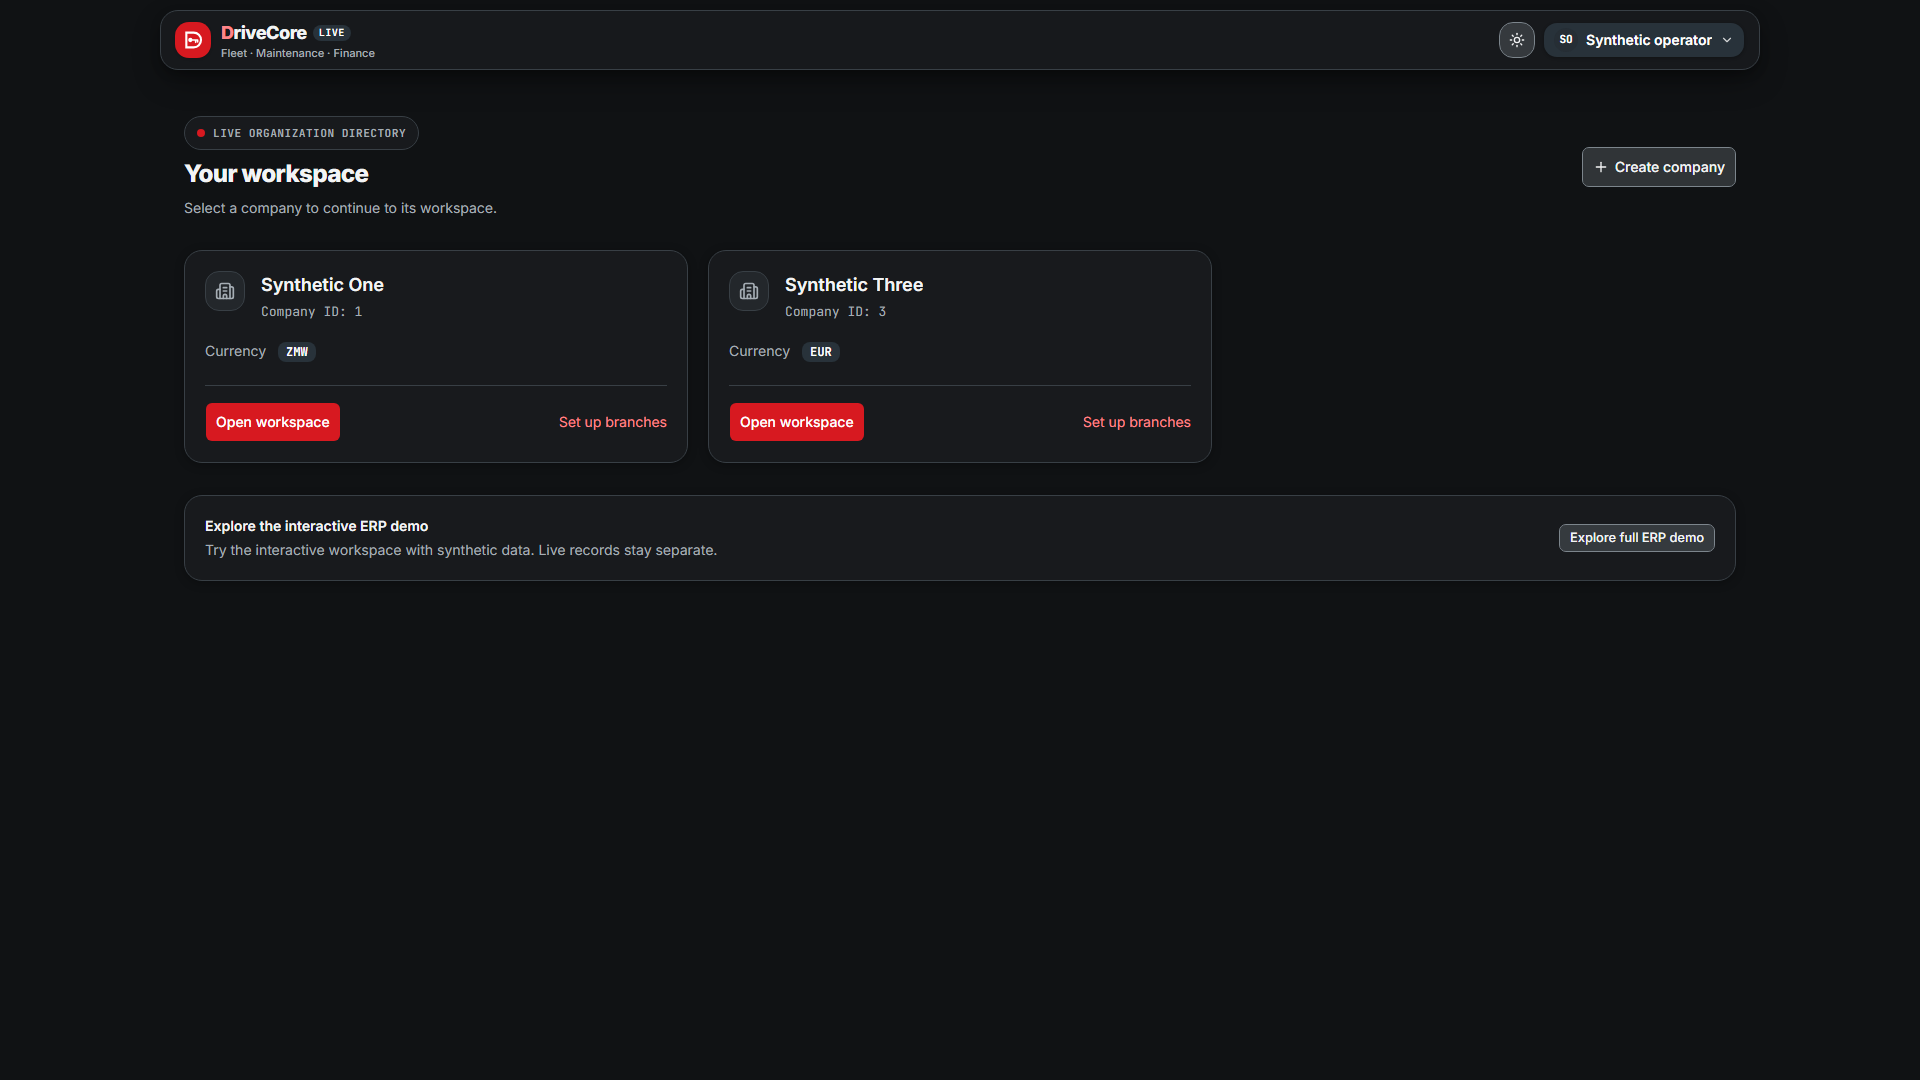 DriveCore LIVE
Fleet · Maintenance · Finance
SO Synthetic operator
LIVE ORGANIZATION DIRECTORY
Your workspace
Select a company to continue to its workspace.
+ Create company
Synthetic One
Company ID: 1
Currency ZMW
Open workspace
Set up branches
Synthetic Three
Company ID: 3
Currency EUR
Open workspace
Set up branches
Explore the interactive ERP demo
Try the interactive workspace with synthetic data. Live records stay separate.
Explore full ERP demo